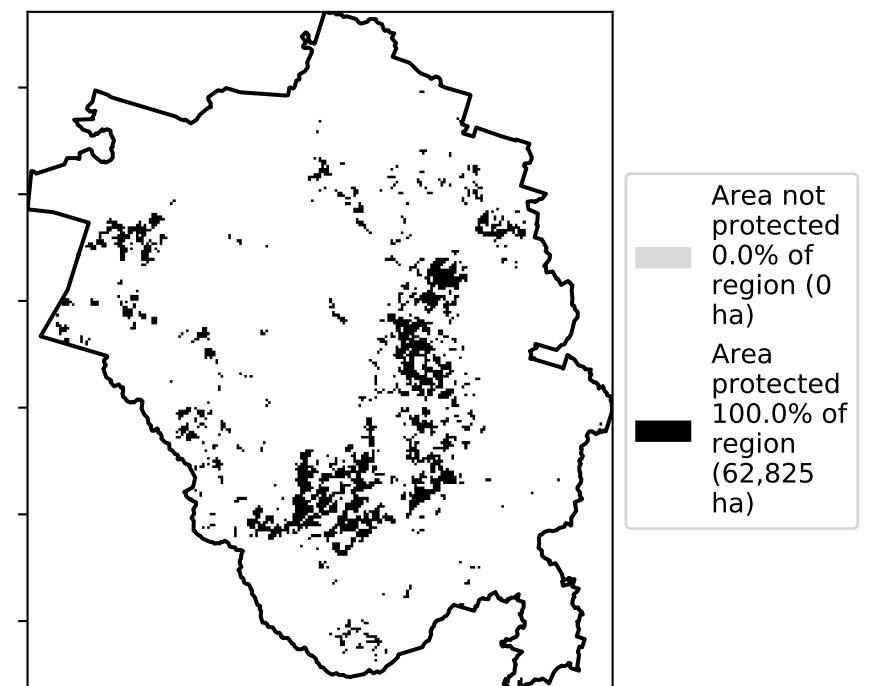 Area not
protected
0.0% of
region (0
ha)
Area
protected
100.0% of
region
(62,825
ha)